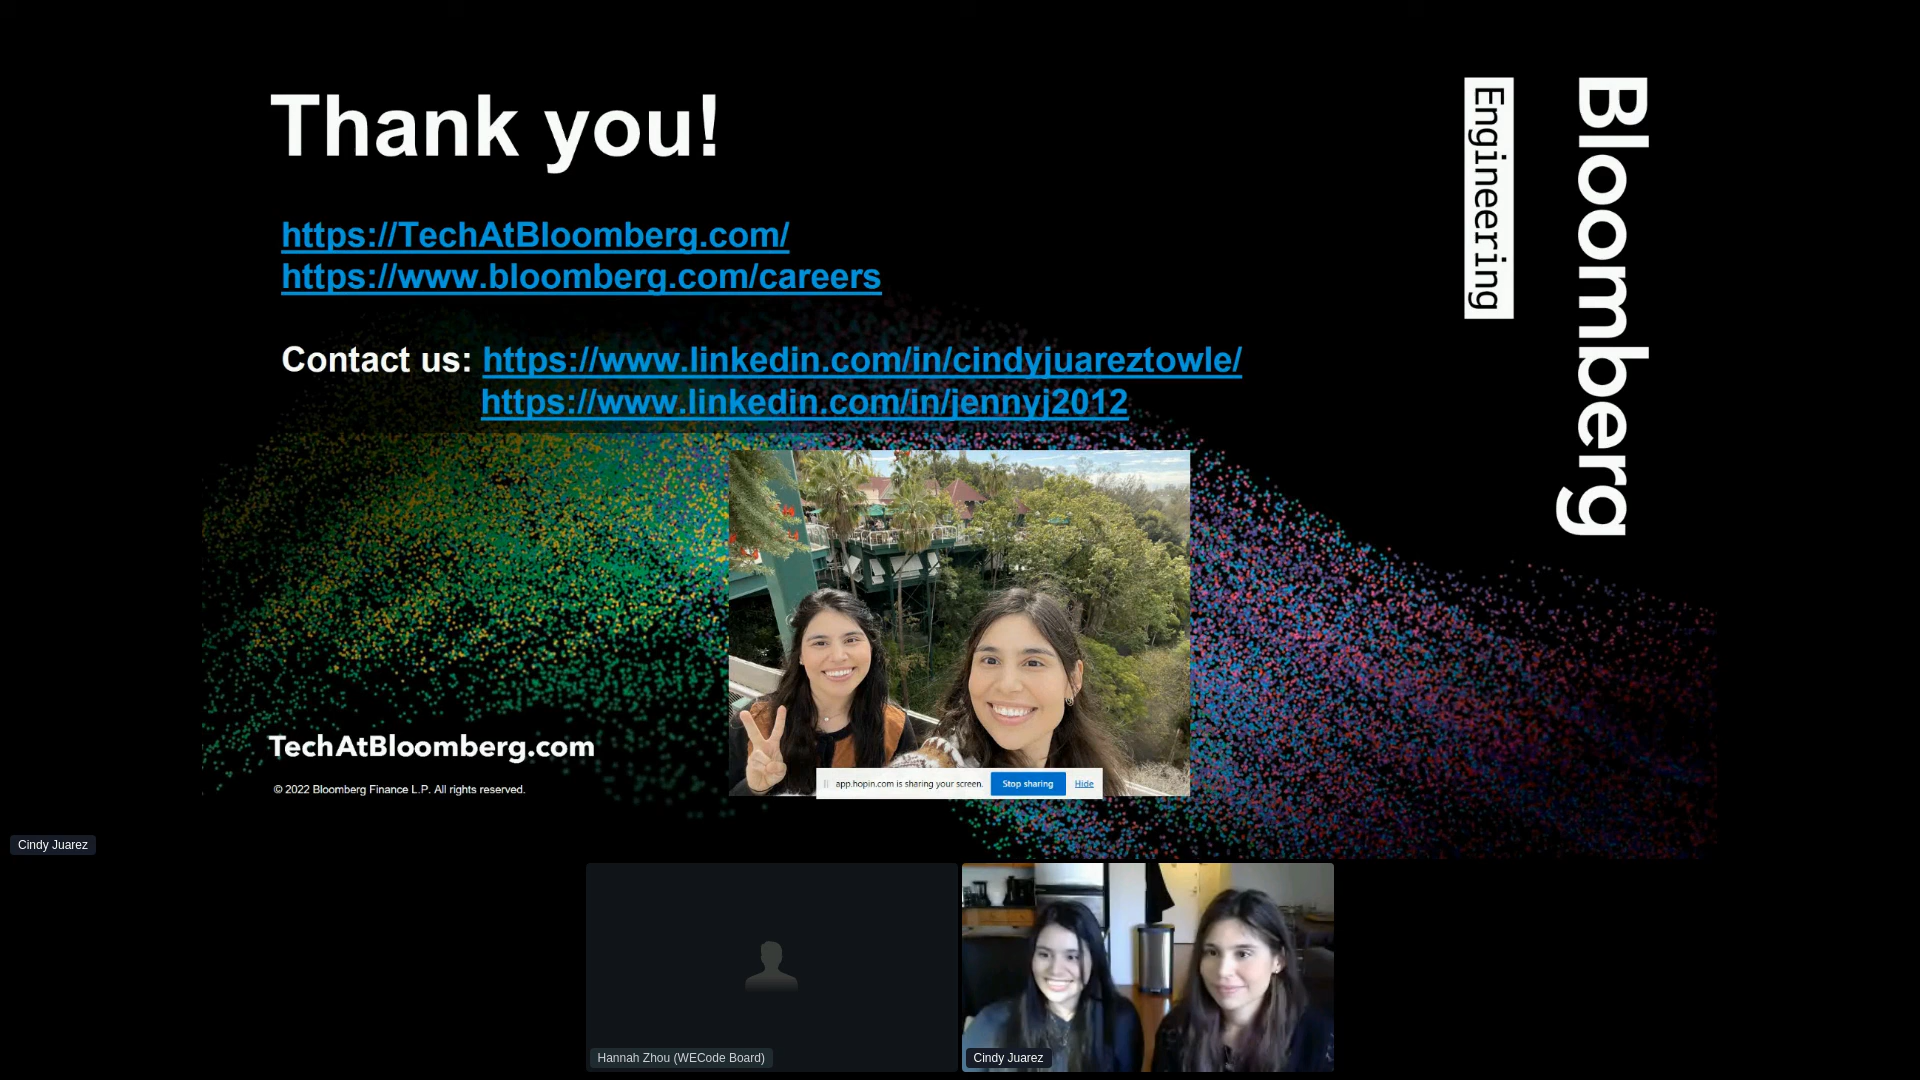 Thank you!
https://TechAtBloomberg.com/
https://www.bloomberg.com/careers
Contact us: https://www.linkedin.com/in/cindyjuareztowle/
https://www.linkedin.com/in/jennyj2012
Bloomberg
Engineering
TechAtBloomberg.com
© 2022 Bloomberg Finance L.P. All rights reserved.
app.hopin.com is sharing your screen. Stop sharing Hide
Cindy Juarez
Hannah Zhou (WECode Board)
Cindy Juarez